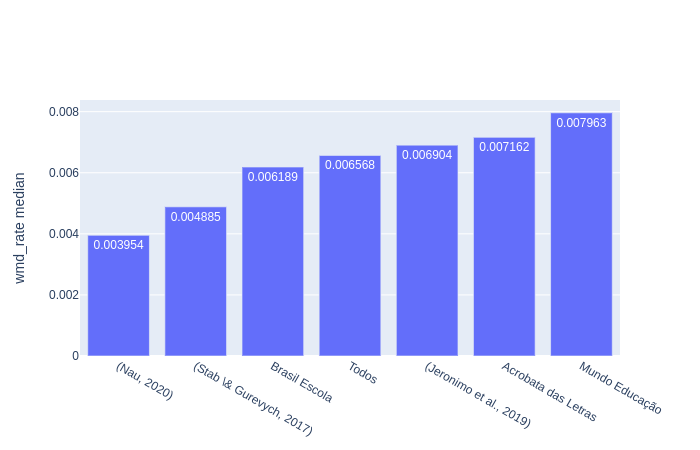 wmd_rate median
0.008
0.006
0.004
0.002
0
0.003954
0.004885
0.006189
0.006568
0.006904
0.007162
0.007963
(Nau, 2020)
(Stab \& Gurevych, 2017)
Brasil Escola
Todos
(Jeronimo et al., 2019)
Acrobata das Letras
Mundo Educação